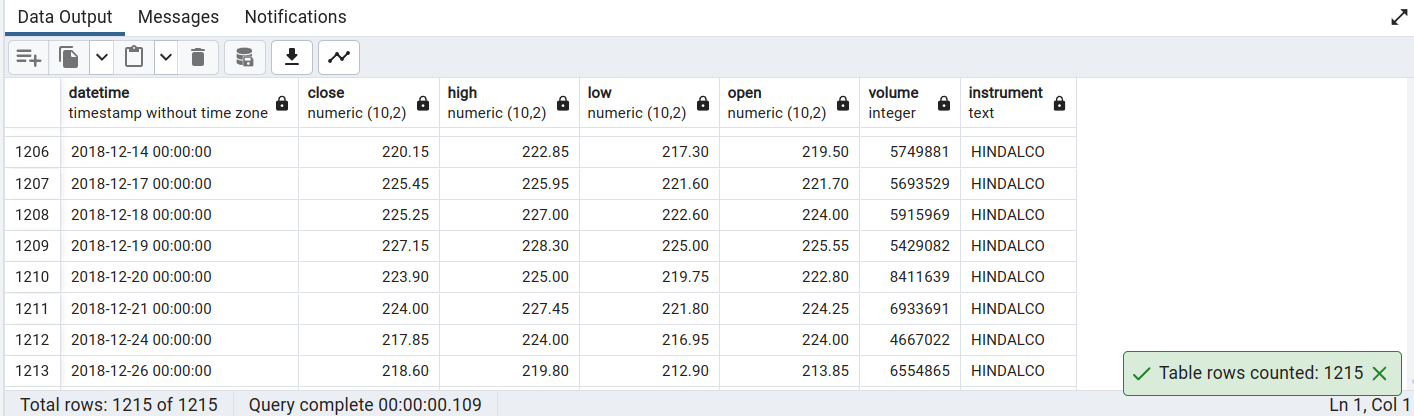 Data Output Messages Notifications
datetime close high low open volume instrument
timestamp without time zone numeric (10,2) numeric (10,2) numeric (10,2) numeric (10,2) integer text
1206 2018-12-14 00:00:00 220.15 222.85 217.30 219.50 5749881 HINDALCO
1207 2018-12-17 00:00:00 225.45 225.95 221.60 221.70 5693529 HINDALCO
1208 2018-12-18 00:00:00 225.25 227.00 222.60 224.00 5915969 HINDALCO
1209 2018-12-19 00:00:00 227.15 228.30 225.00 225.55 5429082 HINDALCO
1210 2018-12-20 00:00:00 223.90 225.00 219.75 222.80 8411639 HINDALCO
1211 2018-12-21 00:00:00 224.00 227.45 221.80 224.25 6933691 HINDALCO
1212 2018-12-24 00:00:00 217.85 224.00 216.95 224.00 4667022 HINDALCO
1213 2018-12-26 00:00:00 218.60 219.80 212.90 213.85 6554865 HINDALCO
Table rows counted: 1215
Total rows: 1215 of 1215 Query complete 00:00:00.109 Ln 1, Col 1